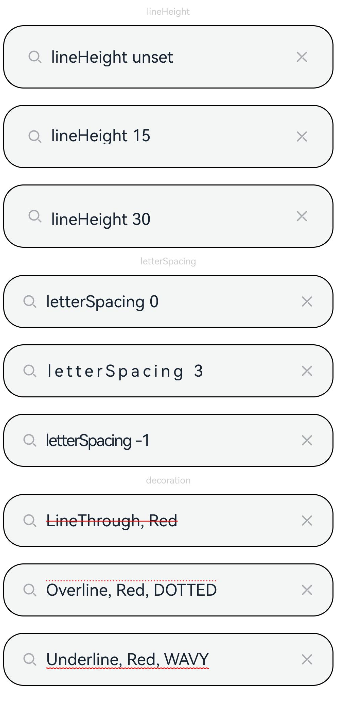 lineHeight
lineHeight unset
lineHeight 15
lineHeight 30
letterSpacing
letterSpacing 0
letterSpacing 3
letterSpacing -1
decoration
LineThrough, Red
Overline, Red, DOTTED
Underline, Red, WAVY